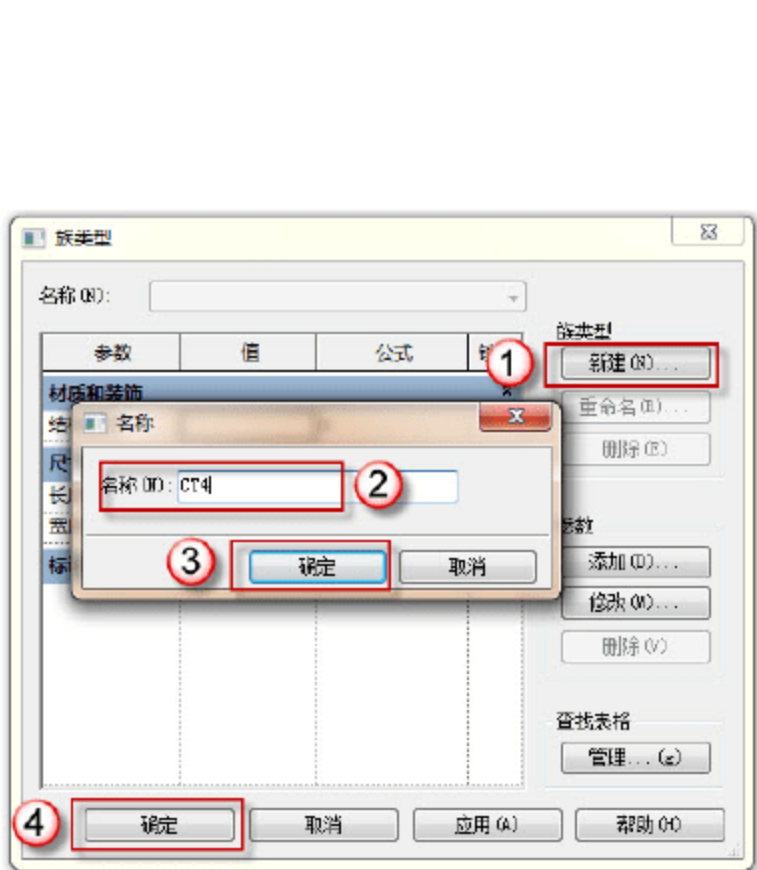 族类型
名称(N):
族类型
参数 值 公式
1
新建(N)...
材质和装饰
重命名(R)...
名称
删除(E)
名称(N): CT4
2
参数
3
确定 取消
添加(D)...
修改(M)...
删除(V)
查找表格
管理...(G)
4
确定 取消 应用(A) 帮助(H)